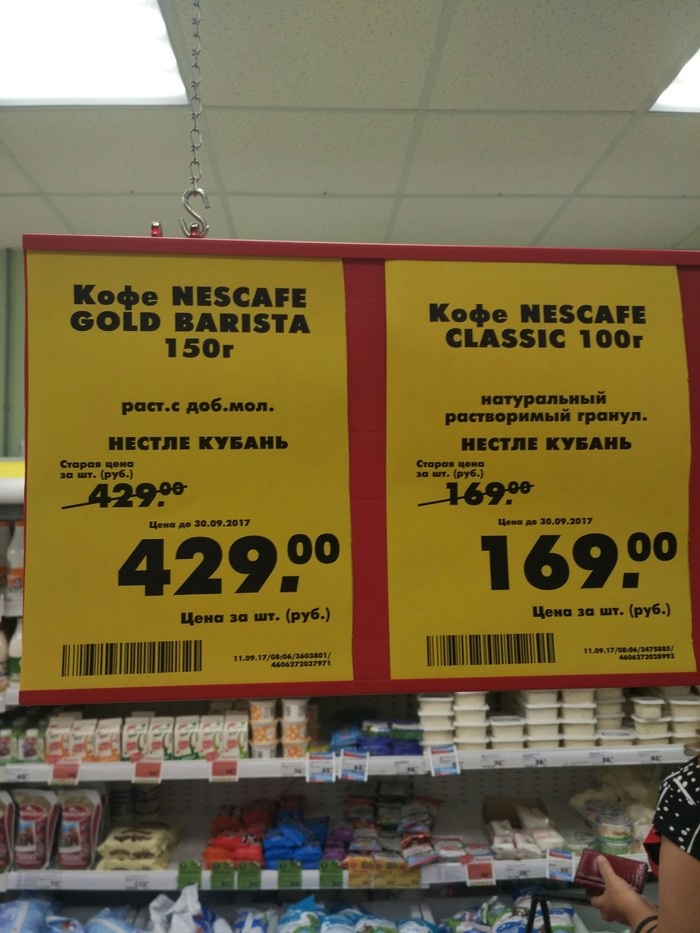 Кофе NESCAFE
GOLD BARISTA
150г
раст.с доб.мол.
НЕСТЛЕ КУБАНЬ
Старая цена
за шт. (руб.)
429.00
Цена до 30.09.2017
429.00
Цена за шт. (руб.)
11.09.17/08:06/3603801/
4606272037971
Кофе NESCAFE
CLASSIC 100г
натуральный
растворимый гранул.
НЕСТЛЕ КУБАНЬ
Старая цена
за шт. (руб.)
169.00
Цена до 30.09.2017
169.00
Цена за шт. (руб.)
11.09.17/08:06/3475885/
4606272028993